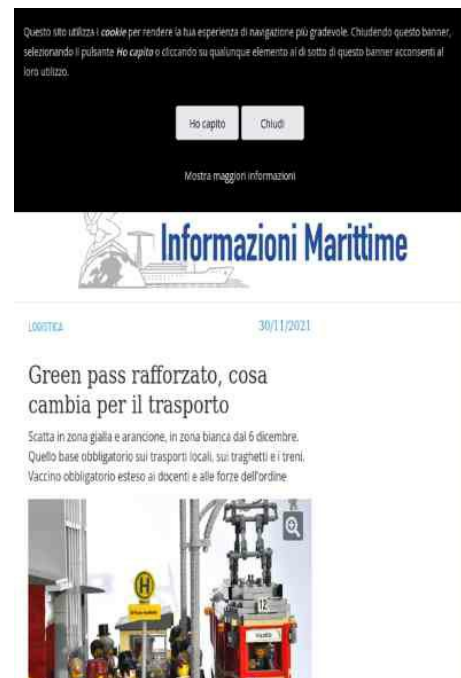 Questo sito utilizza i cookie per rendere la tua esperienza di navigazione più gradevole. Chiudendo questo banner,
selezionando il pulsante Ho capito o cliccando su qualunque elemento al di sotto di questo banner acconsenti al
loro utilizzo.
Ho capito
Chiudi
Mostra maggiori informazioni
Informazioni Marittime
LOGISTICA
30/11/2021
Green pass rafforzato, cosa
cambia per il trasporto
Scatta in zona gialla e arancione, in zona bianca dal 6 dicembre.
Quello base obbligatorio sui trasporti locali, sui traghetti e i treni.
Vaccino obbligatorio esteso ai docenti e alle forze dell'ordine
H
12